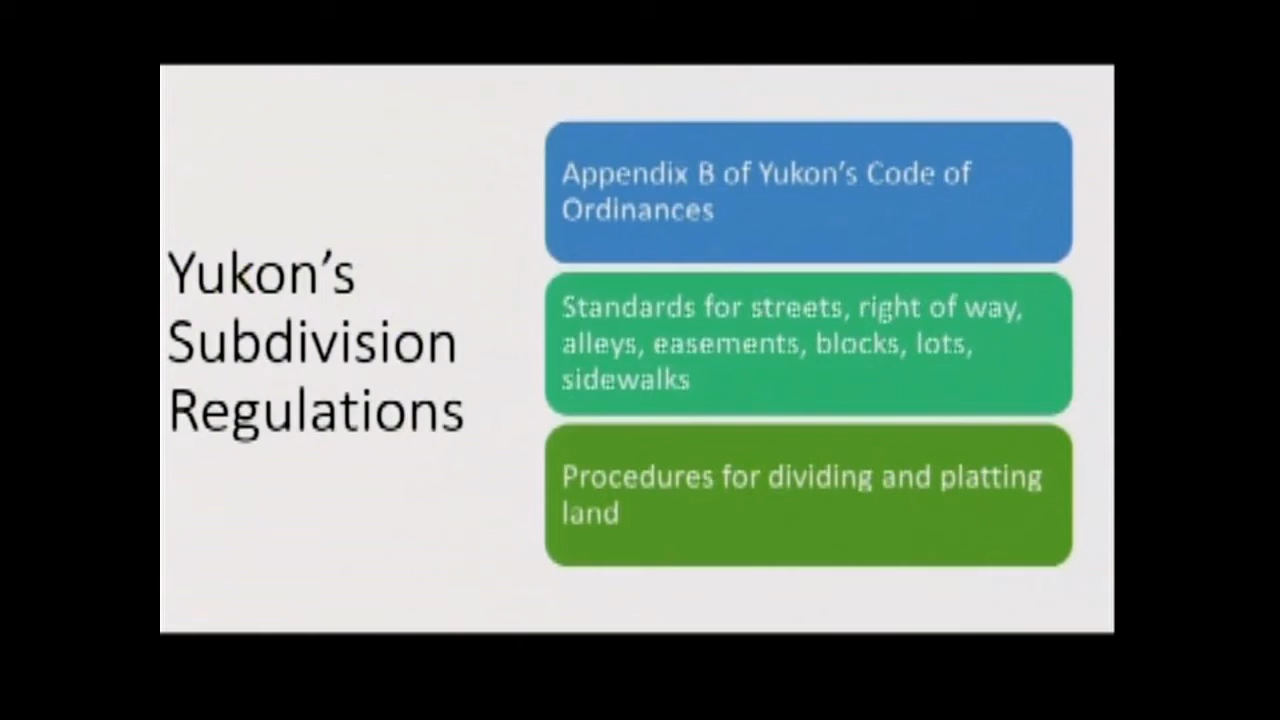 Yukon's
Subdivision
Regulations
Appendix B of Yukon's Code of
Ordinances
Standards for streets, right of way,
alleys, easements, blocks, lots,
sidewalks
Procedures for dividing and platting
land